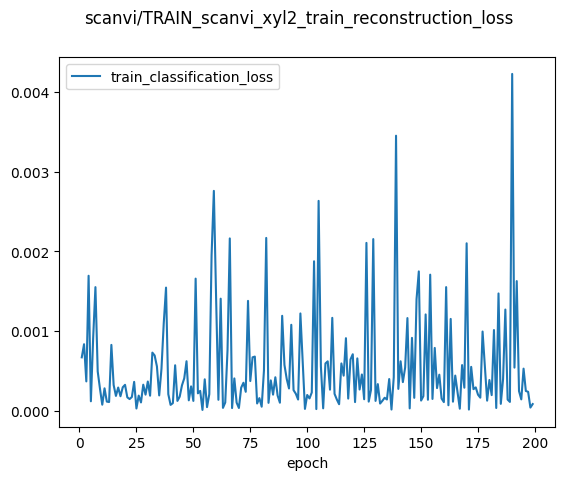 scanvi/TRAIN_scanvi_xyl2_train_reconstruction_loss
train_classification_loss
0.004
0.003
0.002
0.001
0.000
0 25 50 75 100 125 150 175 200
epoch